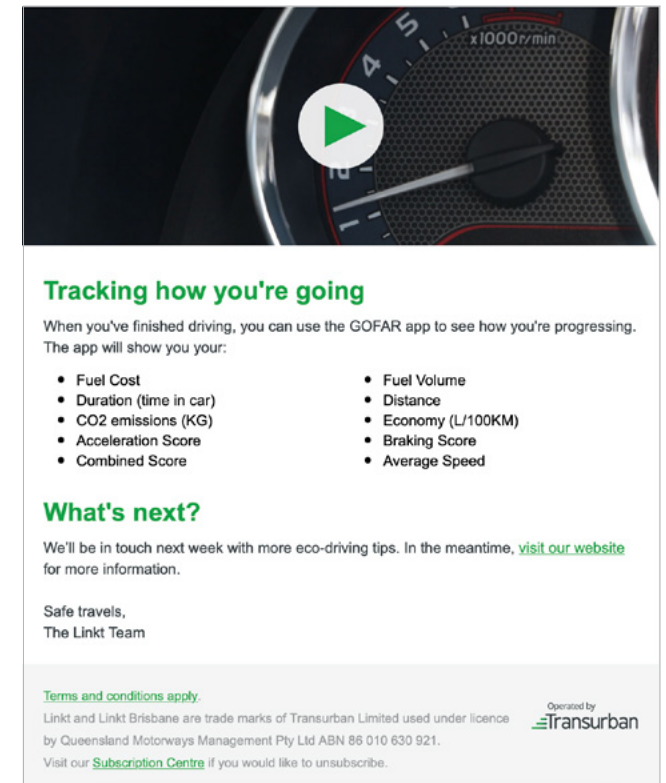 x1000r/min
5
4
2
1
Tracking how you're going
When you've finished driving, you can use the GOFAR app to see how you're progressing.
The app will show you your:
• Fuel Cost
• Duration (time in car)
• CO2 emissions (KG)
• Acceleration Score
• Combined Score
• Fuel Volume
• Distance
• Economy (L/100KM)
• Braking Score
• Average Speed
What's next?
We'll be in touch next week with more eco-driving tips. In the meantime, visit our website
for more information.
Safe travels,
The Linkt Team
Terms and conditions apply.
Linkt and Linkt Brisbane are trade marks of Transurban Limited used under licence
by Queensland Motorways Management Pty Ltd ABN 86 010 630 921.
Visit our Subscription Centre if you would like to unsubscribe.
Operated by
Transurban